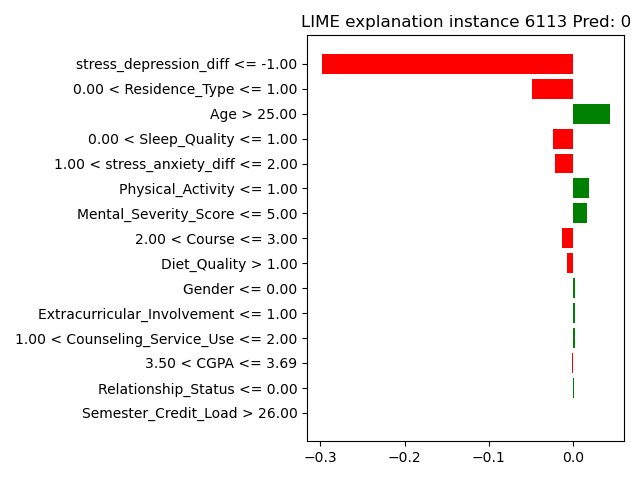 LIME explanation instance 6113 Pred: 0
stress_depression_diff <= -1.00
0.00 < Residence_Type <= 1.00
Age > 25.00
0.00 < Sleep_Quality <= 1.00
1.00 < stress_anxiety_diff <= 2.00
Physical_Activity <= 1.00
Mental_Severity_Score <= 5.00
2.00 < Course <= 3.00
Diet_Quality > 1.00
Gender <= 0.00
Extracurricular_Involvement <= 1.00
1.00 < Counseling_Service_Use <= 2.00
3.50 < CGPA <= 3.69
Relationship_Status <= 0.00
Semester_Credit_Load > 26.00
−0.3 −0.2 −0.1 0.0